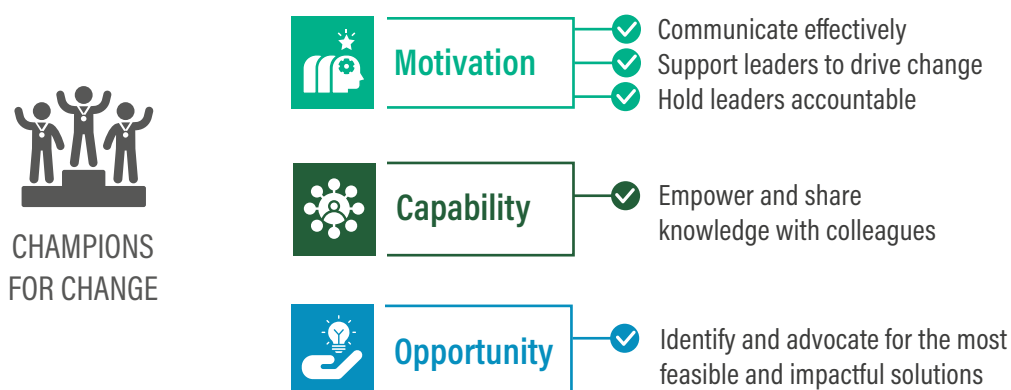 CHAMPIONS
FOR CHANGE
Motivation
Communicate effectively
Support leaders to drive change
Hold leaders accountable
Capability
Empower and share
knowledge with colleagues
Opportunity
Identify and advocate for the most
feasible and impactful solutions